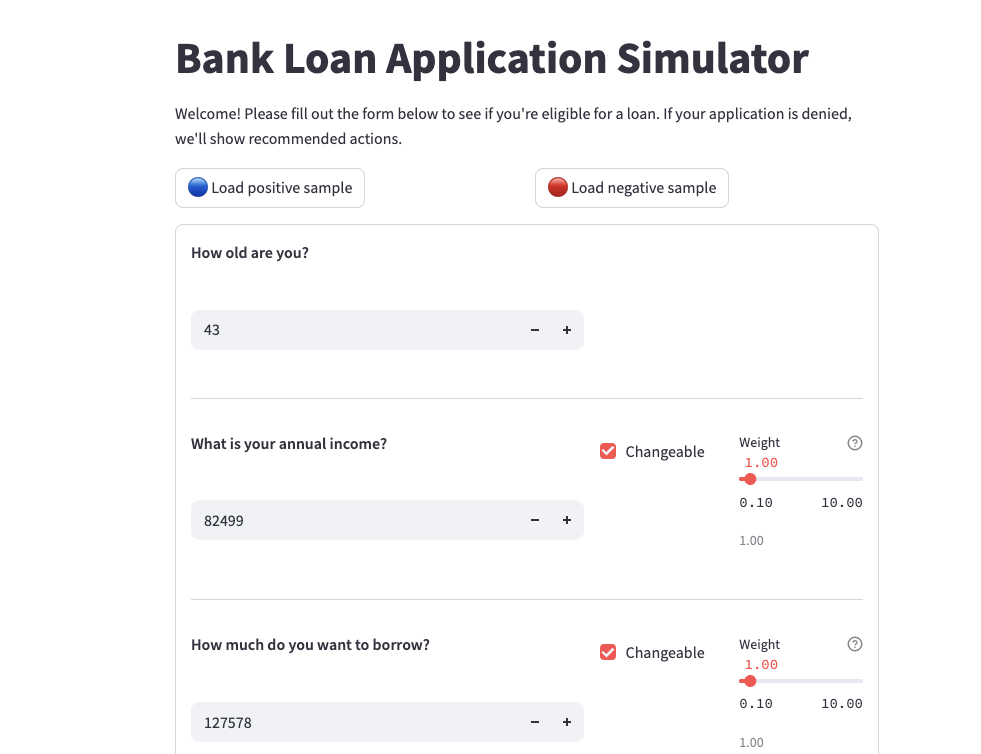 Bank Loan Application Simulator
Welcome! Please fill out the form below to see if you're eligible for a loan. If your application is denied,
we'll show recommended actions.
Load positive sample
Load negative sample
How old are you?
43
What is your annual income?
Changeable
Weight
1.00
0.10 10.00
82499
1.00
How much do you want to borrow?
Changeable
Weight
1.00
0.10 10.00
127578
1.00